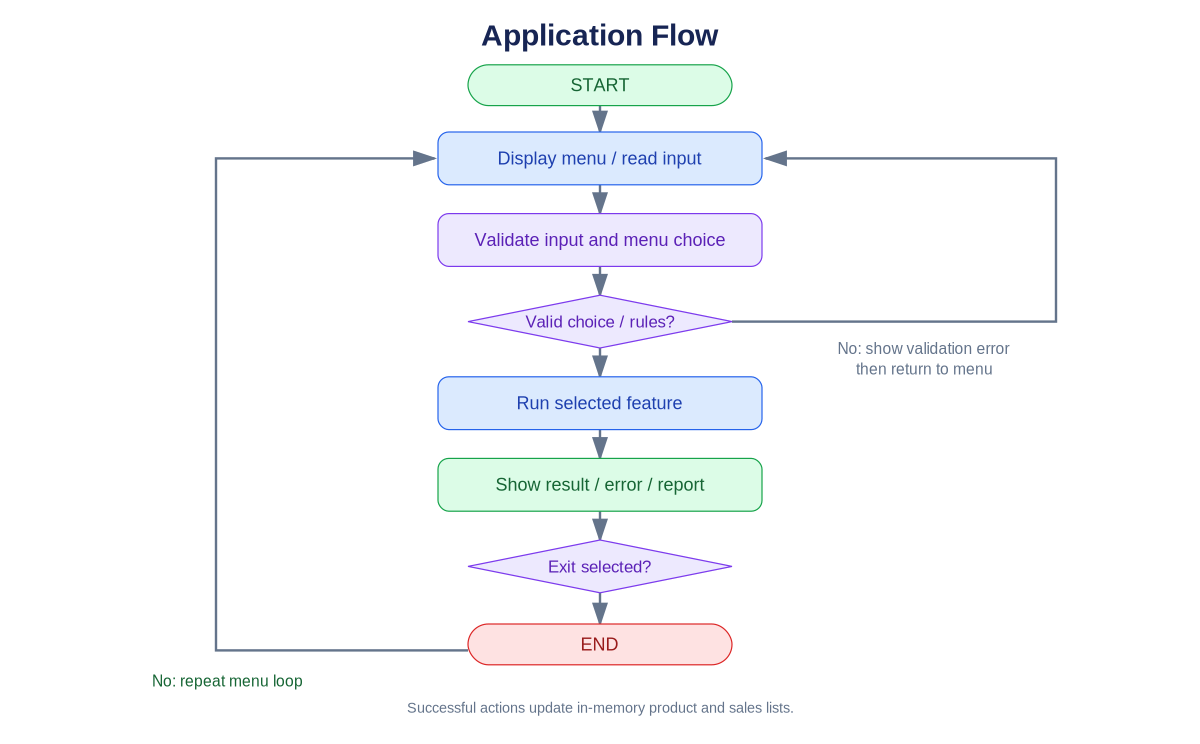 Application Flow
START
Display menu / read input
Validate input and menu choice
Valid choice / rules?
No: show validation error
then return to menu
Run selected feature
Show result / error / report
Exit selected?
END
No: repeat menu loop
Successful actions update in-memory product and sales lists.